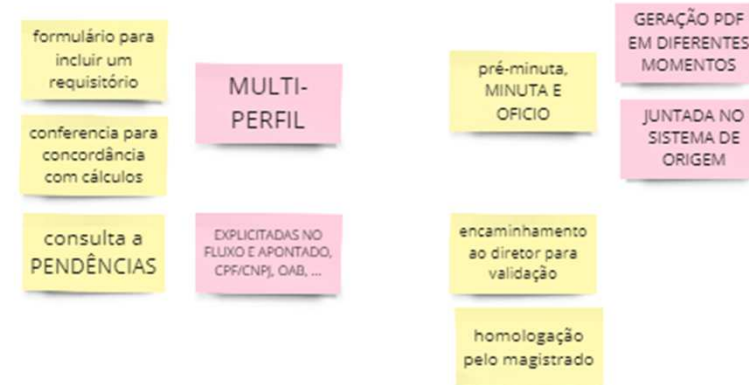 formulário para
incluir um
requisitório
conferencia para
concordância
com cálculos
consulta a
PENDÊNCIAS
MULTI-
PERFIL
EXPLICITADAS NO
FLUXO E APONTADO,
CPF/CNPJ, OAB, ...
pré-minuta,
MINUTA E
OFICIO
encaminhamento
ao diretor para
validação
homologação
pelo magistrado
GERAÇÃO PDF
EM DIFERENTES
MOMENTOS
JUNTADA NO
SISTEMA DE
ORIGEM